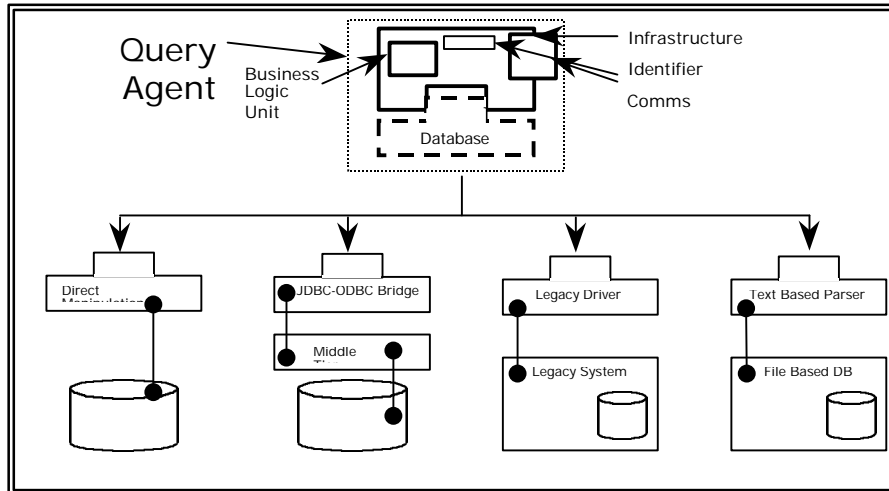 Query
Agent
Business
Logic
Unit
Infrastructure
Identifier
Comms
Database
Direct
JDBC-ODBC Bridge
Middle
Legacy Driver
Legacy System
Text Based Parser
File Based DB